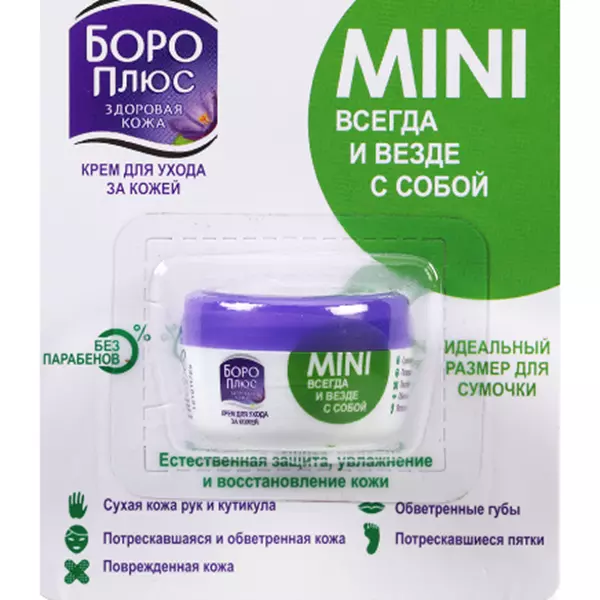 БОРО
ПЛЮС
ЗДОРОВАЯ
КОЖА
КРЕМ ДЛЯ УХОДА
ЗА КОЖЕЙ
MINI
ВСЕГДА
И ВЕЗДЕ
С СОБОЙ
БЕЗ
ПАРАБЕНОВ
%
БОРО
ПЛЮС
КРЕМ ДЛЯ УХОДА
ЗА КОЖЕЙ
MINI
ВСЕГДА
И ВЕЗДЕ
С СОБОЙ
ИДЕАЛЬНЫЙ
РАЗМЕР ДЛЯ
СУМОЧКИ
Естественная защита, увлажнение
и восстановление кожи
Сухая кожа рук и кутикула
Потрескавшаяся и обветренная кожа
Поврежденная кожа
Обветренные губы
Потрескавшиеся пятки